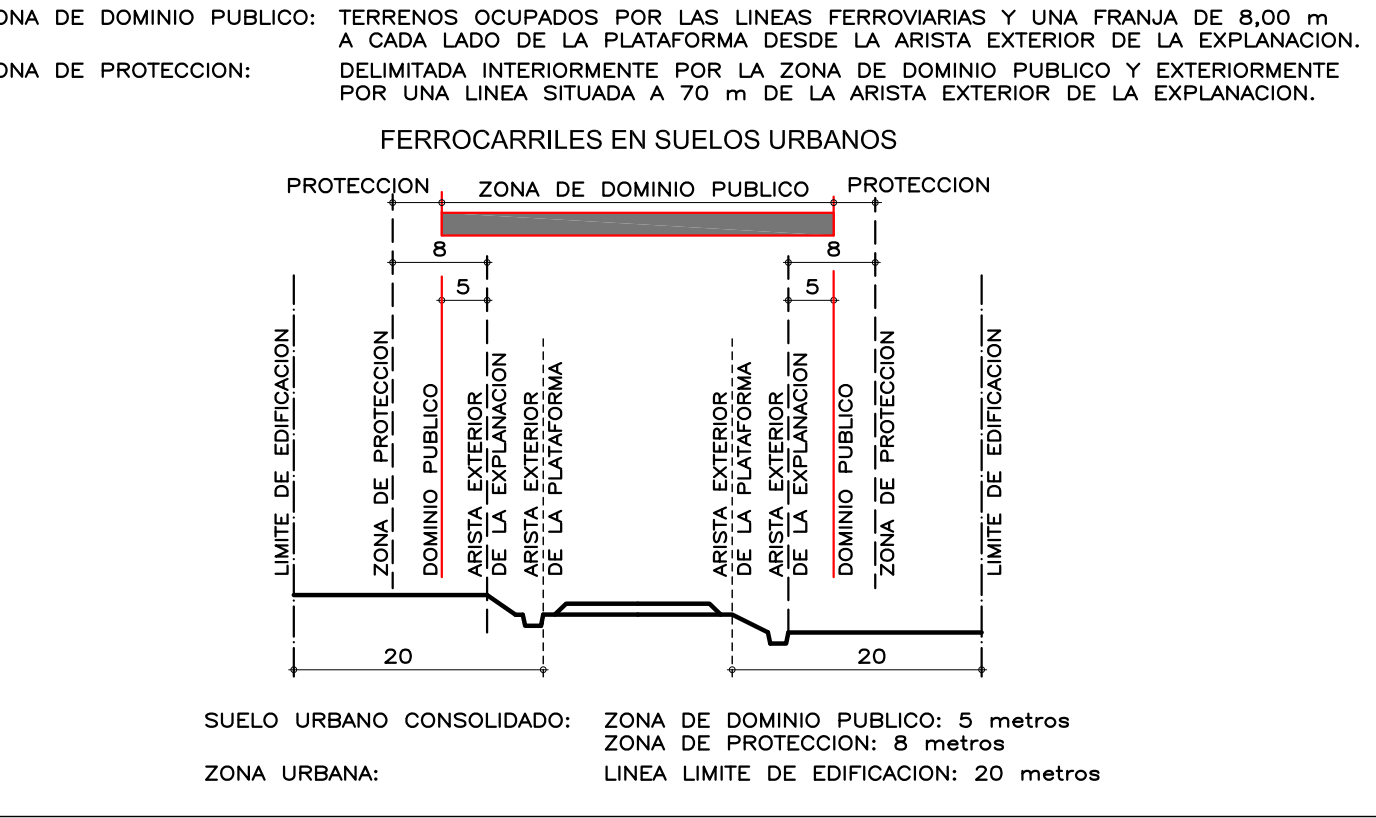 ONA DE DOMINIO PUBLICO: TERRENOS OCUPADOS POR LAS LINEAS FERROVIARIAS Y UNA FRANJA DE 8,00 m
A CADA LADO DE LA PLATAFORMA DESDE LA ARISTA EXTERIOR DE LA EXPLANACION.
ONA DE PROTECCION: DELIMITADA INTERIORMENTE POR LA ZONA DE DOMINIO PUBLICO Y EXTERIORMENTE
POR UNA LINEA SITUADA A 70 m DE LA ARISTA EXTERIOR DE LA EXPLANACION.
FERROCARRILES EN SUELOS URBANOS
PROTECCION ZONA DE DOMINIO PUBLICO PROTECCION
8 8
5 5
LIMITE DE EDIFICACION
ZONA DE PROTECCION
DOMINIO PUBLICO
ARISTA EXTERIOR
DE LA EXPLANACION
ARISTA EXTERIOR
DE LA PLATAFORMA
ARISTA EXTERIOR
DE LA PLATAFORMA
ARISTA EXTERIOR
DE LA EXPLANACION
DOMINIO PUBLICO
ZONA DE PROTECCION
LIMITE DE EDIFICACION
20 20
SUELO URBANO CONSOLIDADO: ZONA DE DOMINIO PUBLICO: 5 metros
ZONA DE PROTECCION: 8 metros
ZONA URBANA: LINEA LIMITE DE EDIFICACION: 20 metros